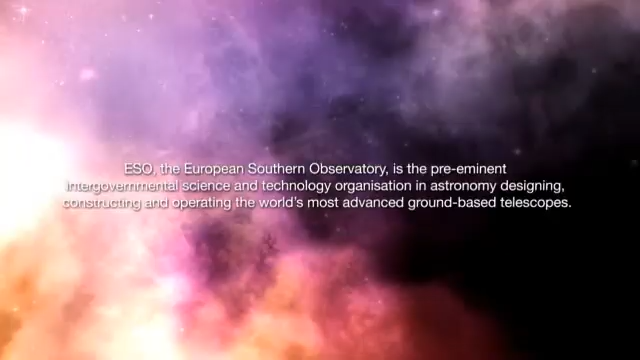 ESO, the European Southern Observatory, is the pre-eminent
intergovernmental science and technology organisation in astronomy designing,
constructing and operating the world's most advanced ground-based telescopes.